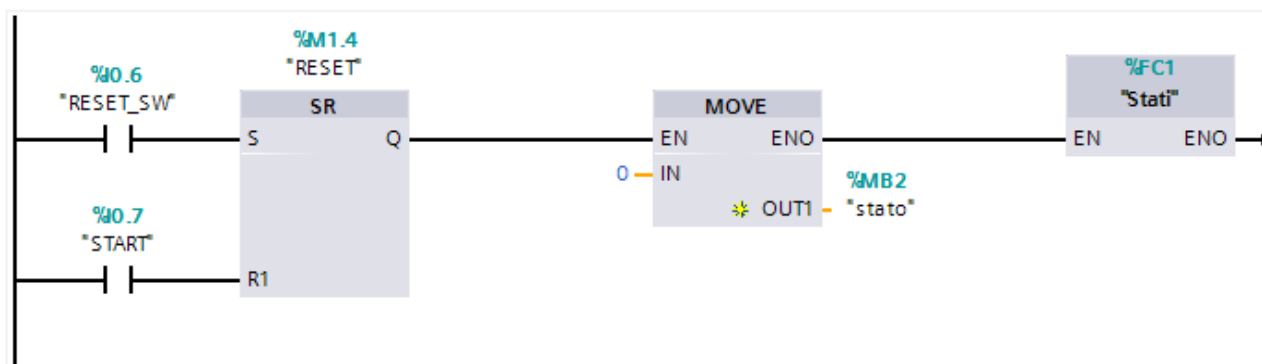 %M1.4
"RESET"
%I0.6
"RESET_SW"
SR
S
Q
%I0.7
"START"
R1
MOVE
EN
ENO
0
IN
OUT1
%MB2
"stato"
%FC1
"Stati"
EN
ENO